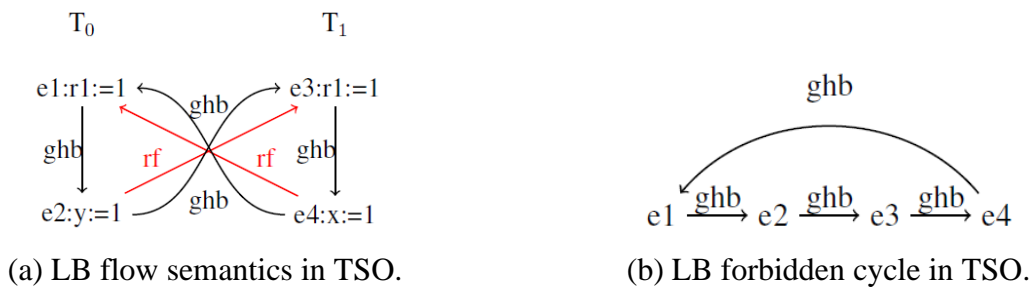 T0 T1
e1:r1:=1 e3:r1:=1
ghb
ghb rf rf ghb
ghb
e2:y:=1 e4:x:=1
(a) LB flow semantics in TSO.
ghb
ghb ghb ghb
e1 e2 e3 e4
(b) LB forbidden cycle in TSO.